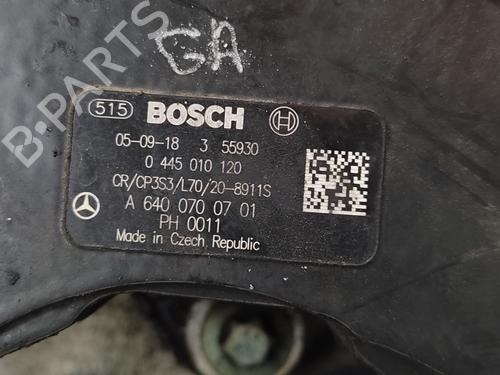 GA
515 BOSCH
05-09-18 3 55930
0 445 010 120
CR/CP3S3/L70/20-8911S
A 640 070 07 01
PH 0011
Made in Czech Republic
B-PARTS